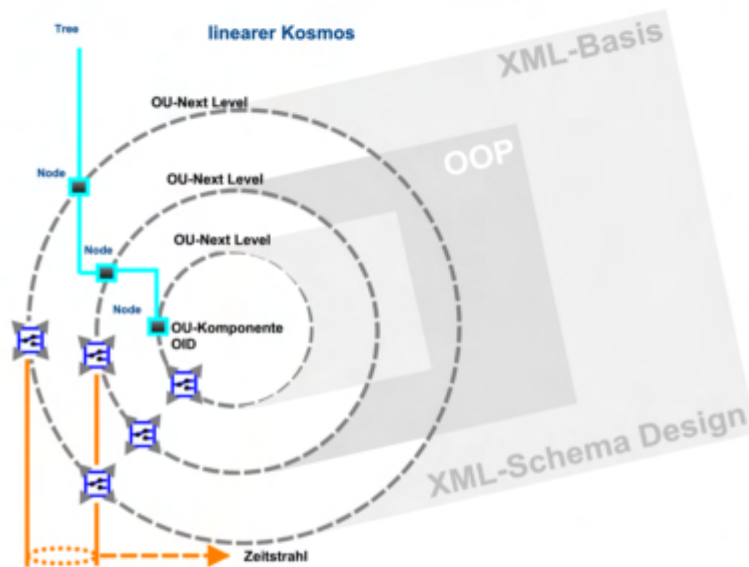 Tree
linearer Kosmos
XML-Basis
OU-Next Level
OOP
Node
OU-Next Level
OU-Next Level
Node
Node
OU-Komponente
OID
XML-Schema Design
Zeitstrahl